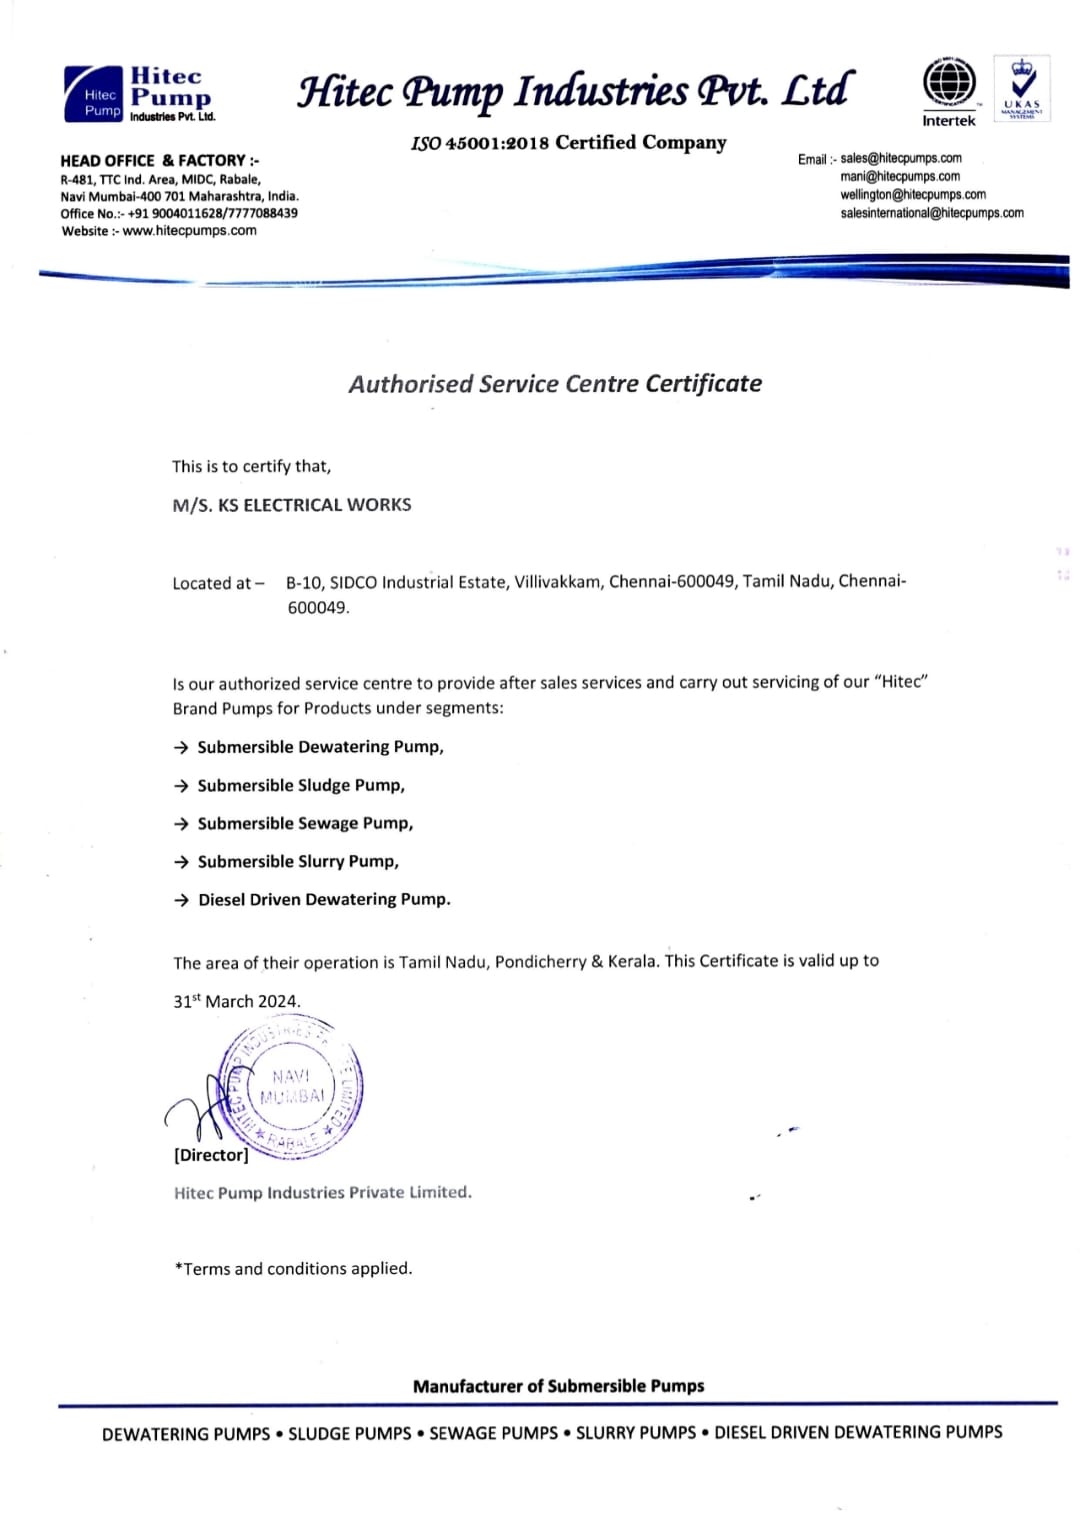 Hitec
Pump
Hitec
Pump
Industries Pvt. Ltd.
Hitec Pump Industries Pvt. Ltd
ISO 45001:2018 Certified Company
Intertek
UKAS
MANAGEMENT
SYSTEMS
HEAD OFFICE & FACTORY :-
R-481, TTC Ind. Area, MIDC, Rabale,
Navi Mumbai-400 701 Maharashtra, India.
Office No.:- +91 9004011628/7777088439
Website :- www.hitecpumps.com
Email :- sales@hitecpumps.com
mani@hitecpumps.com
wellington@hitecpumps.com
salesinternational@hitecpumps.com
Authorised Service Centre Certificate
This is to certify that,
M/S. KS ELECTRICAL WORKS
Located at – B-10, SIDCO Industrial Estate, Villivakkam, Chennai-600049, Tamil Nadu, Chennai-
600049.
Is our authorized service centre to provide after sales services and carry out servicing of our “Hitec”
Brand Pumps for Products under segments:
→ Submersible Dewatering Pump,
→ Submersible Sludge Pump,
→ Submersible Sewage Pump,
→ Submersible Slurry Pump,
→ Diesel Driven Dewatering Pump.
The area of their operation is Tamil Nadu, Pondicherry & Kerala. This Certificate is valid up to
31st March 2024.
NAVI
MUMBAI
HITEC PUMP INDUSTRIES LIMITED
★ RABALE ★
[Director]
Hitec Pump Industries Private Limited.
*Terms and conditions applied.
Manufacturer of Submersible Pumps
DEWATERING PUMPS • SLUDGE PUMPS • SEWAGE PUMPS • SLURRY PUMPS • DIESEL DRIVEN DEWATERING PUMPS